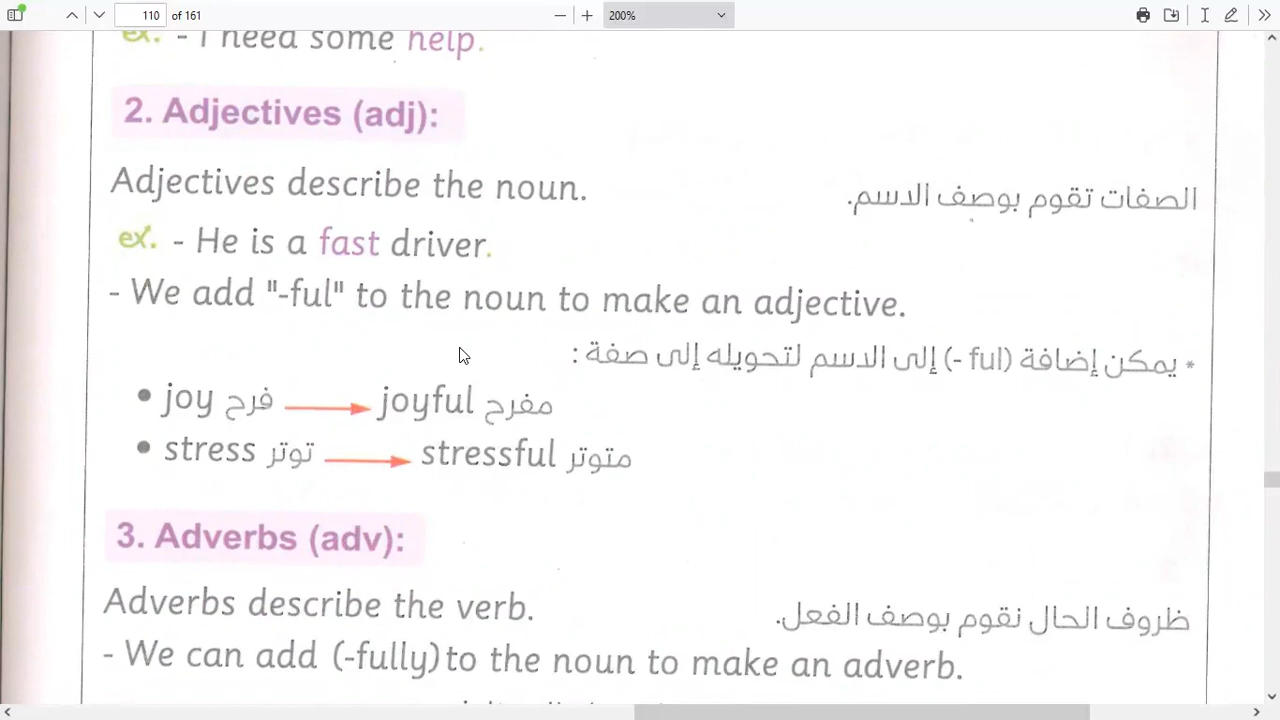 110 of 161
200%
ex. - I need some help.
2. Adjectives (adj):
Adjectives describe the noun.
الصفات تقوم بوصف الاسم.
ex. - He is a fast driver.
- We add "-ful" to the noun to make an adjective.
* يمكن إضافة (ful -) إلى الاسم لتحويله إلى صفة :
• joy فرح → joyful مفرح
• stress توتر → stressful متوتر
3. Adverbs (adv):
Adverbs describe the verb.
ظروف الحال نقوم بوصف الفعل.
- We can add (-fully) to the noun to make an adverb.